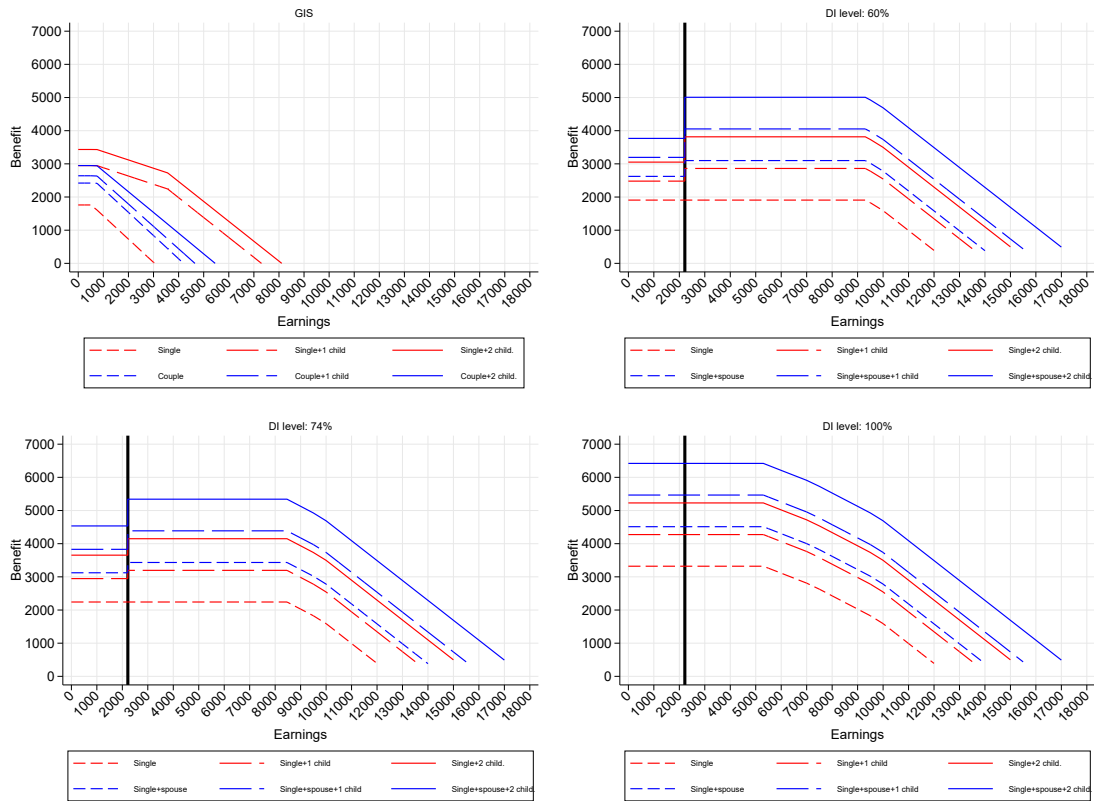 GIS
7000
6000
5000
4000
3000
2000
1000
0
Benefit
0 1000 2000 3000 4000 5000 6000 7000 8000 9000 10000 11000 12000 13000 14000 15000 16000 17000 18000
Earnings
Single Single+1 child Single+2 child.
Couple Couple+1 child Couple+2 child.
DI level: 60%
7000
6000
5000
4000
3000
2000
1000
0
Benefit
0 1000 2000 3000 4000 5000 6000 7000 8000 9000 10000 11000 12000 13000 14000 15000 16000 17000 18000
Earnings
Single Single+1 child Single+2 child.
Single+spouse Single+spouse+1 child Single+spouse+2 child.
DI level: 74%
7000
6000
5000
4000
3000
2000
1000
0
Benefit
0 1000 2000 3000 4000 5000 6000 7000 8000 9000 10000 11000 12000 13000 14000 15000 16000 17000 18000
Earnings
Single Single+1 child Single+2 child.
Single+spouse Single+spouse+1 child Single+spouse+2 child.
DI level: 100%
7000
6000
5000
4000
3000
2000
1000
0
Benefit
0 1000 2000 3000 4000 5000 6000 7000 8000 9000 10000 11000 12000 13000 14000 15000 16000 17000 18000
Earnings
Single Single+1 child Single+2 child.
Single+spouse Single+spouse+1 child Single+spouse+2 child.